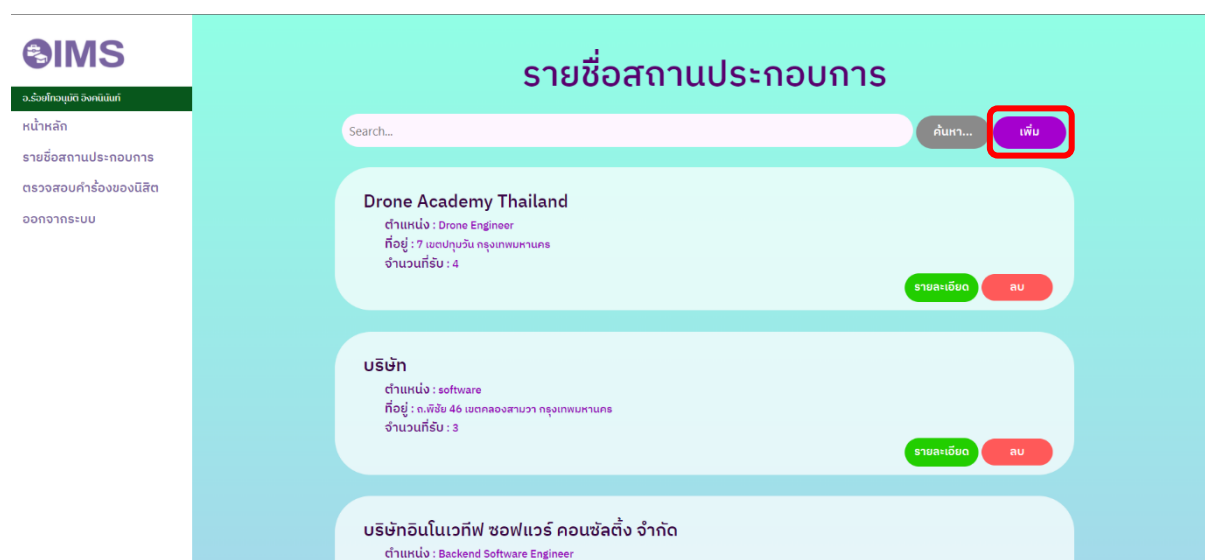 IMS
อ.ร้อยโทอนุมัติ อิงคนินันท์
หน้าหลัก
รายชื่อสถานประกอบการ
ตรวจสอบคำร้องของนิสิต
ออกจากระบบ
รายชื่อสถานประกอบการ
Search...
ค้นหา...
เพิ่ม
Drone Academy Thailand
ตำแหน่ง : Drone Engineer
ที่อยู่ : 7 เขตปทุมวัน กรุงเทพมหานคร
จำนวนที่รับ : 4
รายละเอียด
ลบ
บริษัท
ตำแหน่ง : software
ที่อยู่ : ถ.พิชัย 46 เขตคลองสามวา กรุงเทพมหานคร
จำนวนที่รับ : 3
รายละเอียด
ลบ
บริษัทอินโนเวทีฟ ซอฟแวร์ คอนซัลติ้ง จำกัด
ตำแหน่ง : Backend Software Engineer